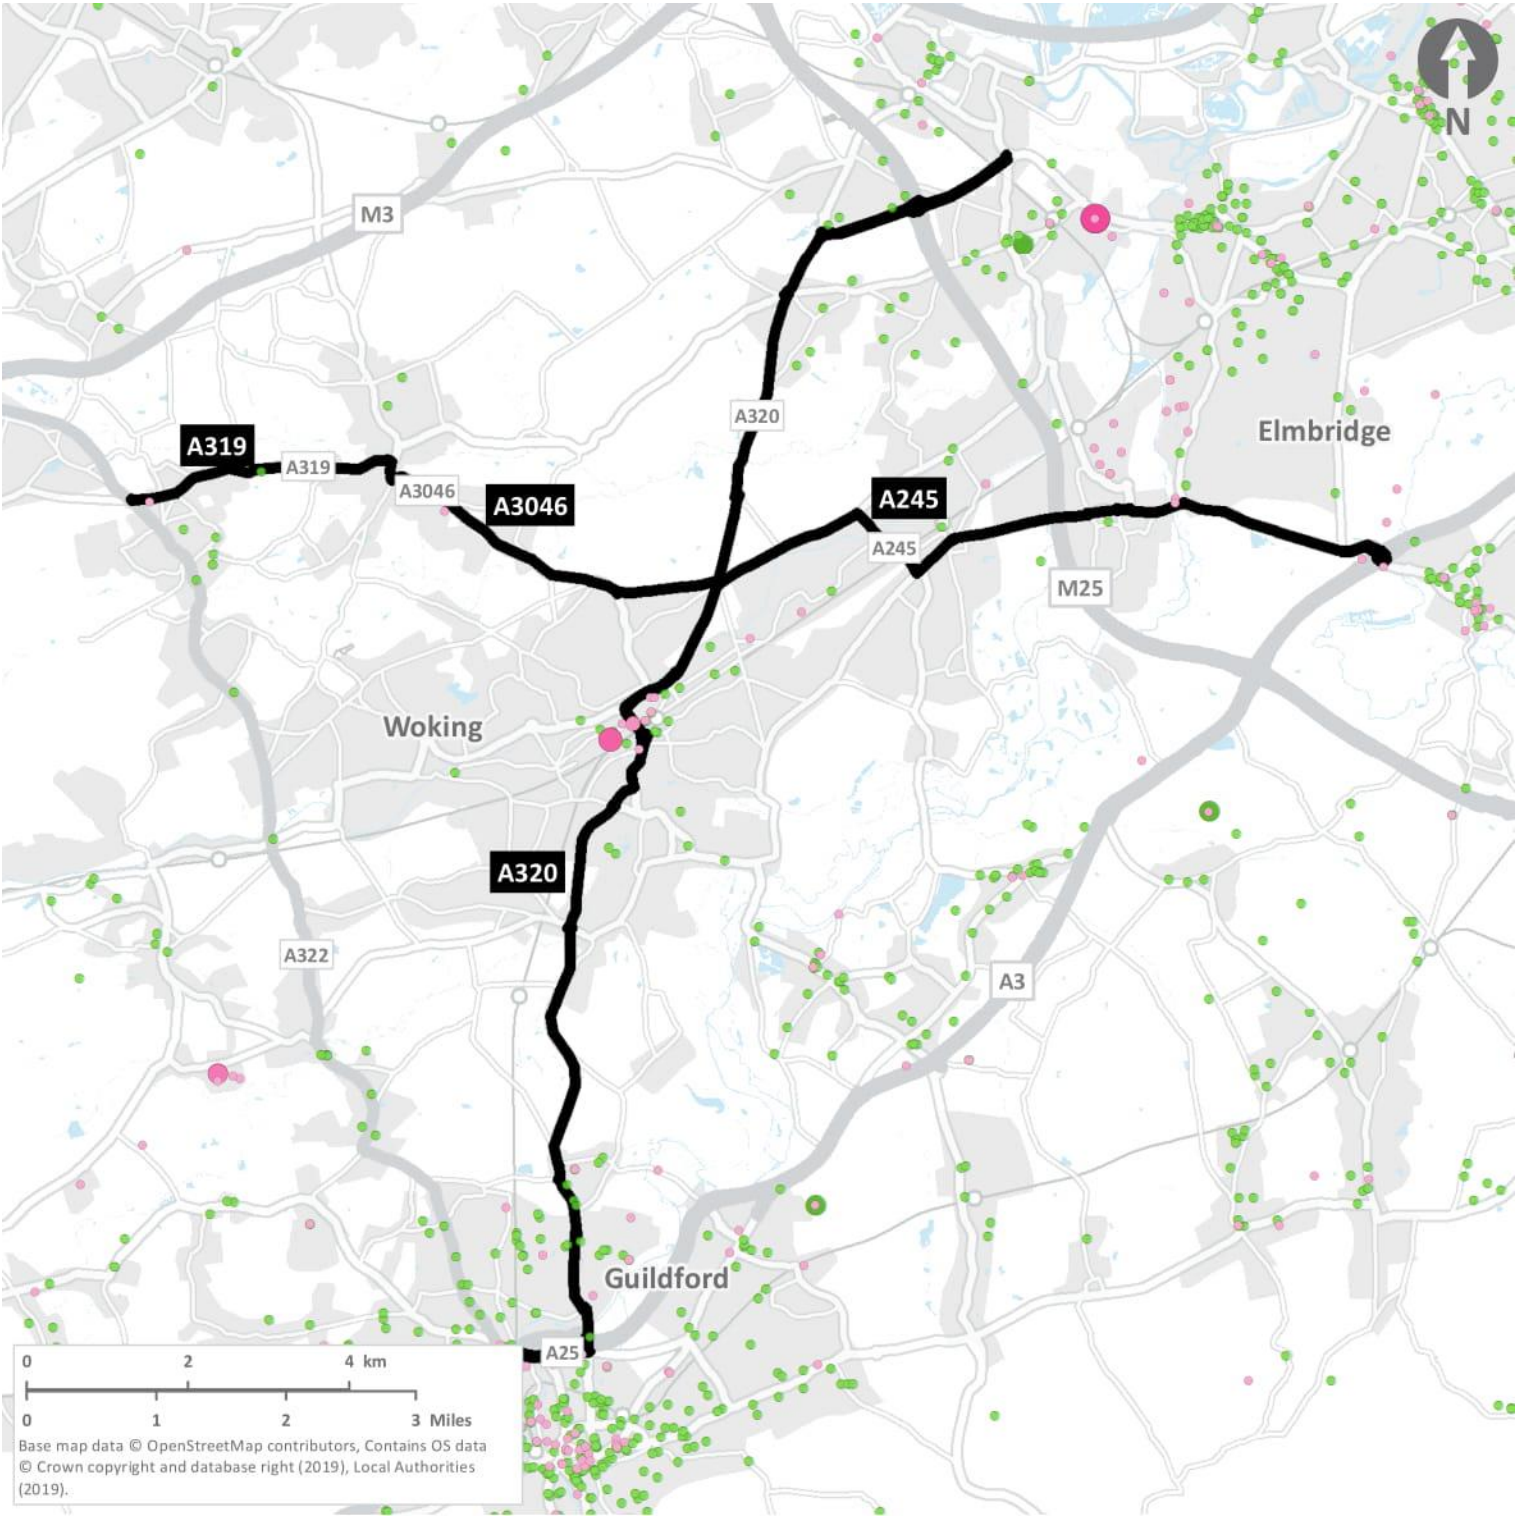 N
M3
A320
Elmbridge
A319
A319
A3046
A3046
A245
A245
M25
Woking
A320
A322
A3
Guildford
A25
0 2 4 km
0 1 2 3 Miles
Base map data © OpenStreetMap contributors, Contains OS data
© Crown copyright and database right (2019), Local Authorities
(2019).